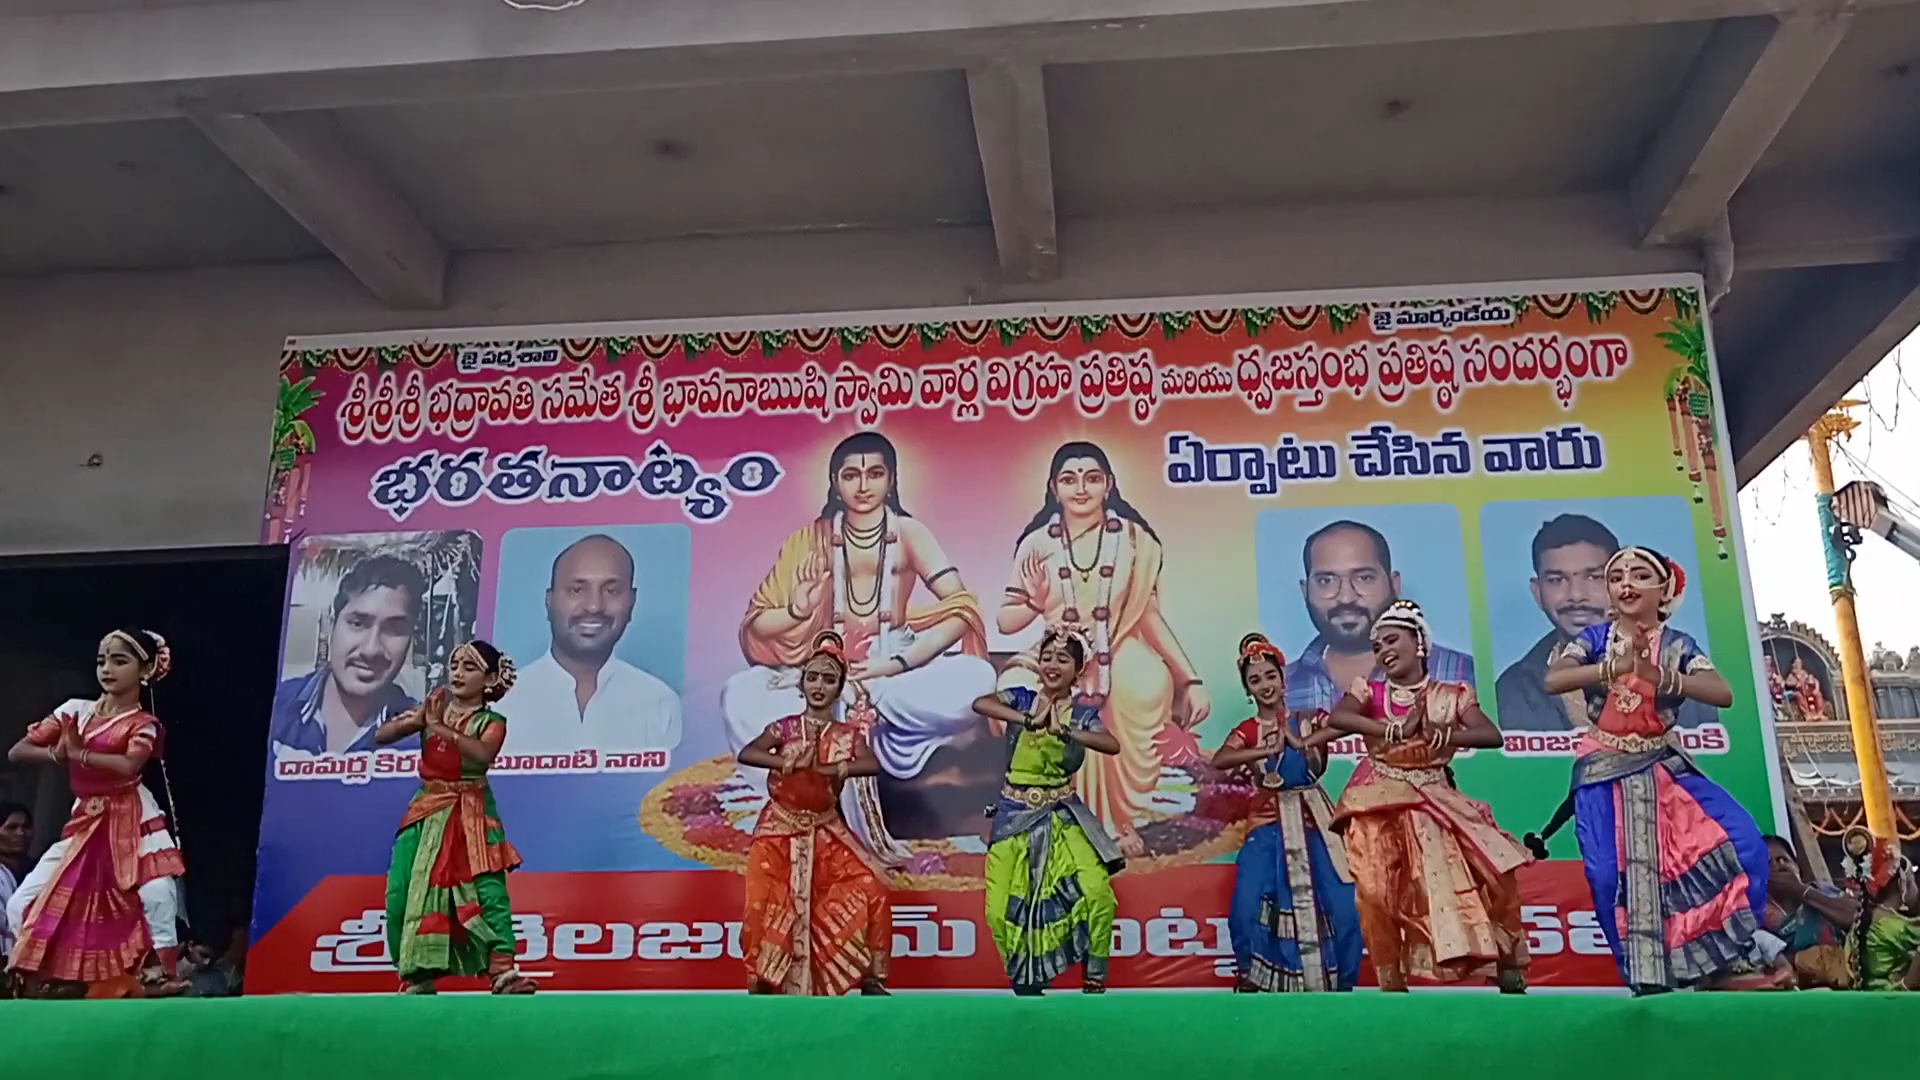 జై పద్మశాలి
జై మార్కండేయ
శ్రీశ్రీశ్రీ భద్రావతి సమేత శ్రీ భావనాఋషి స్వామి వార్ల విగ్రహ ప్రతిష్ఠ మరియు ధ్వజస్తంభ ప్రతిష్ఠ సందర్భంగా
భరతనాట్యం
ఏర్పాటు చేసిన వారు
దామర్ల
బూదాటి నాని
శ్రీ